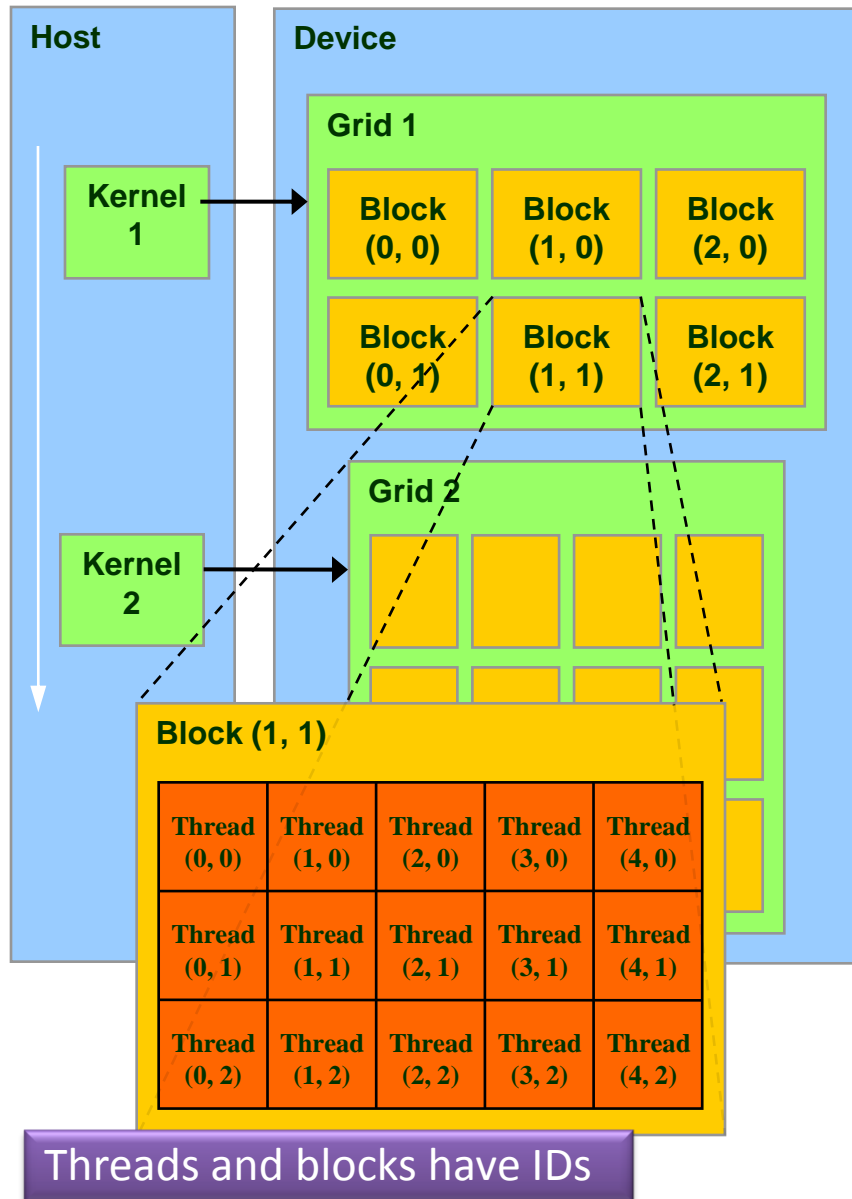 Host
Device
Grid 1
Kernel
1
Block
(0, 0)
Block
(1, 0)
Block
(2, 0)
Block
(0, 1)
Block
(1, 1)
Block
(2, 1)
Grid 2
Kernel
2
Block (1, 1)
Thread
(0, 0)
Thread
(1, 0)
Thread
(2, 0)
Thread
(3, 0)
Thread
(4, 0)
Thread
(0, 1)
Thread
(1, 1)
Thread
(2, 1)
Thread
(3, 1)
Thread
(4, 1)
Thread
(0, 2)
Thread
(1, 2)
Thread
(2, 2)
Thread
(3, 2)
Thread
(4, 2)
Threads and blocks have IDs